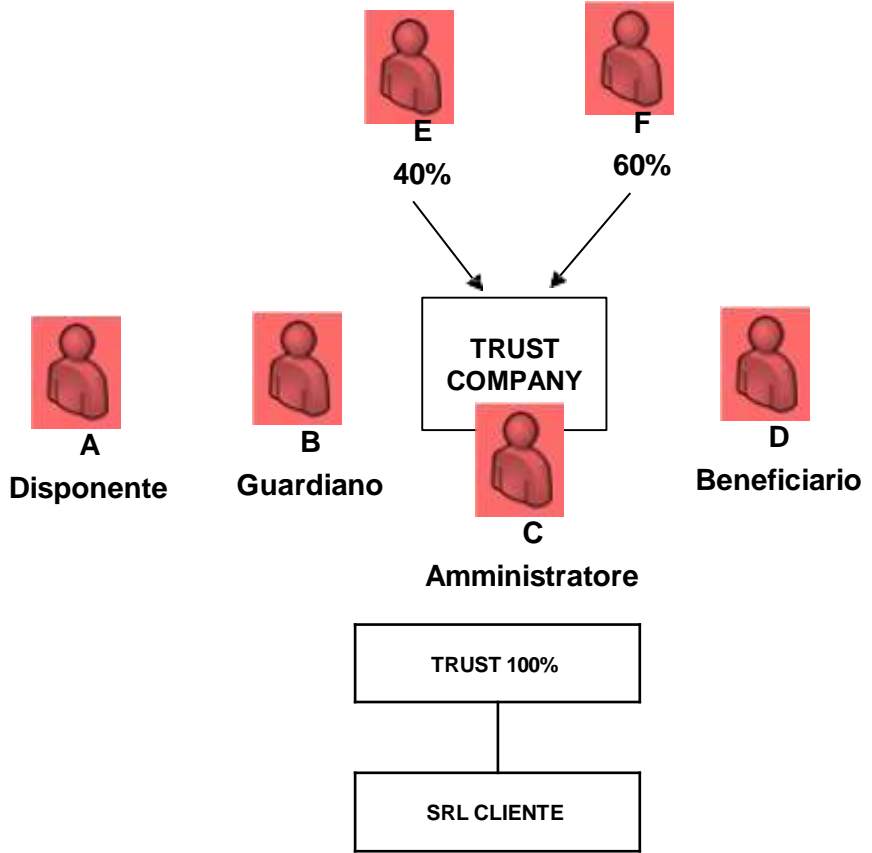 E
F
40%
60%
TRUST
COMPANY
A
Disponente
B
Guardiano
C
Amministratore
D
Beneficiario
TRUST 100%
SRL CLIENTE